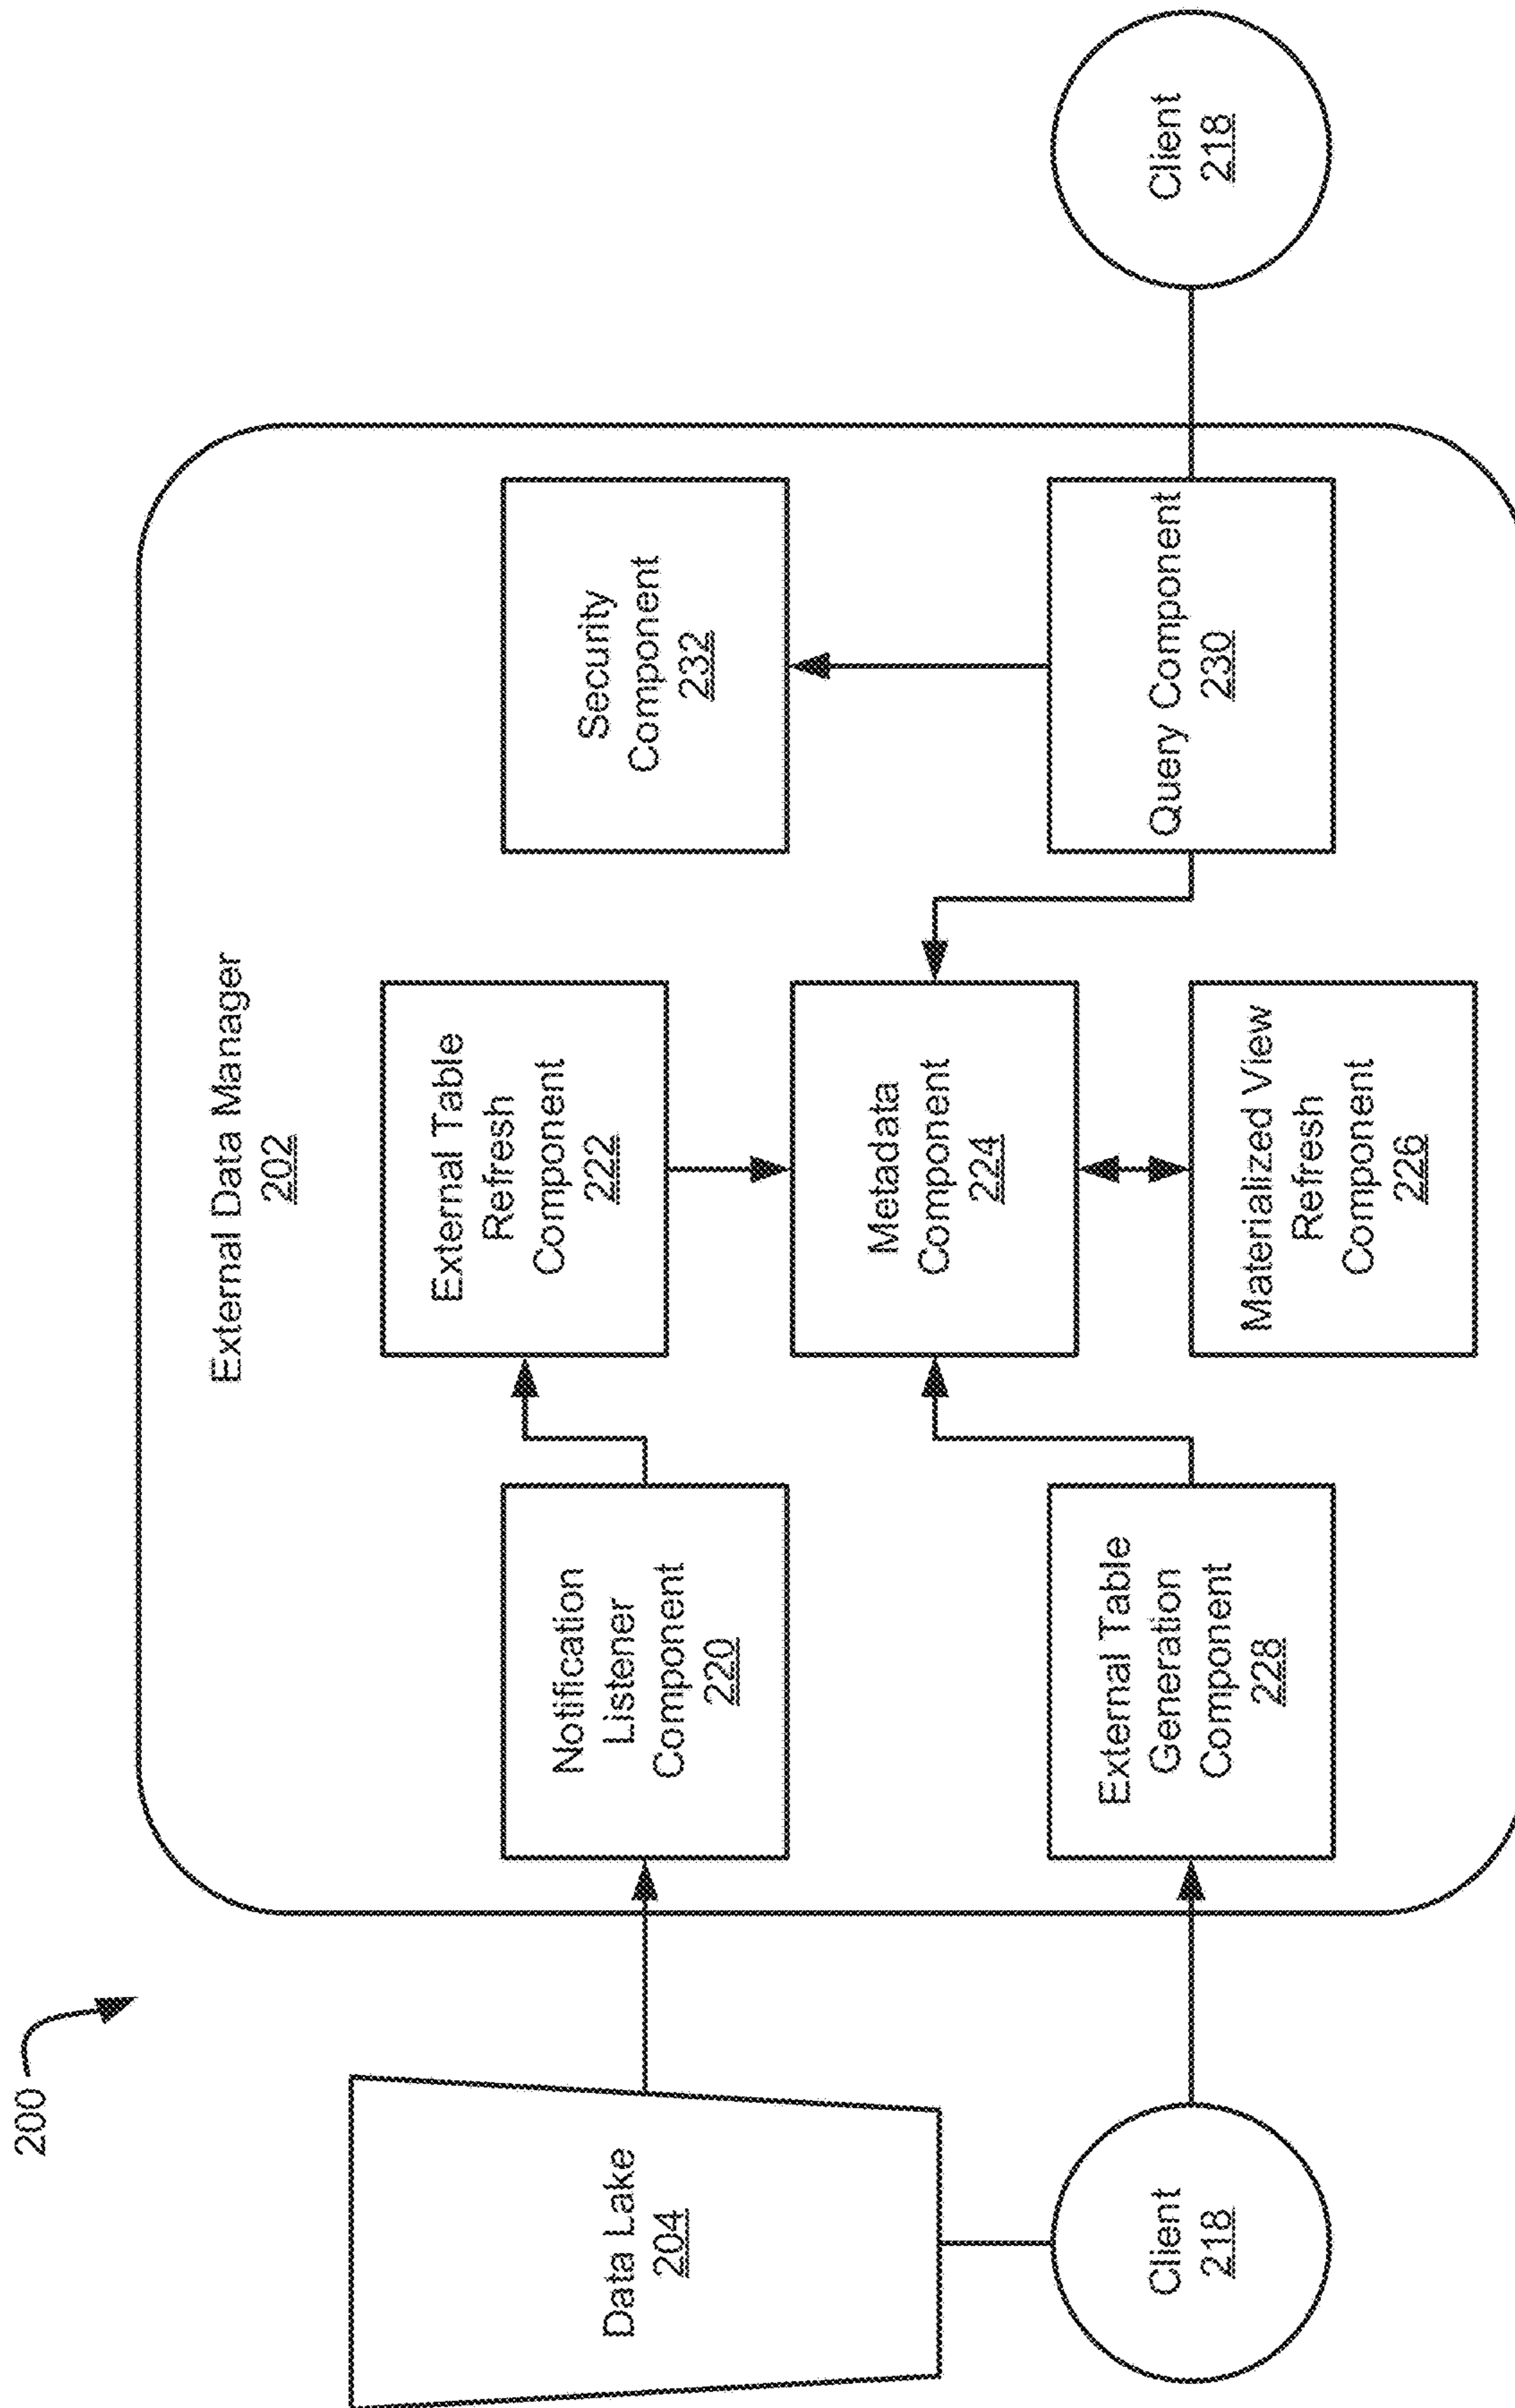 200
External Data Manager
202
Data Lake
204
Client
218
Notification
Listener
Component
220
External Table
Generation
Component
228
External Table
Refresh
Component
222
Metadata
Component
224
Materialized View
Refresh
Component
226
Security
Component
232
Query Component
230
Client
218